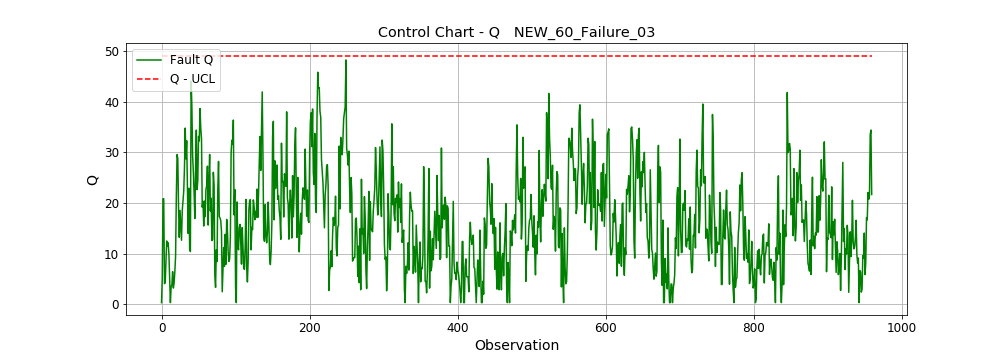 Control Chart - Q   NEW_60_Failure_03
Fault Q
Q - UCL
Q
50
40
30
20
10
0
0 200 400 600 800 1000
Observation